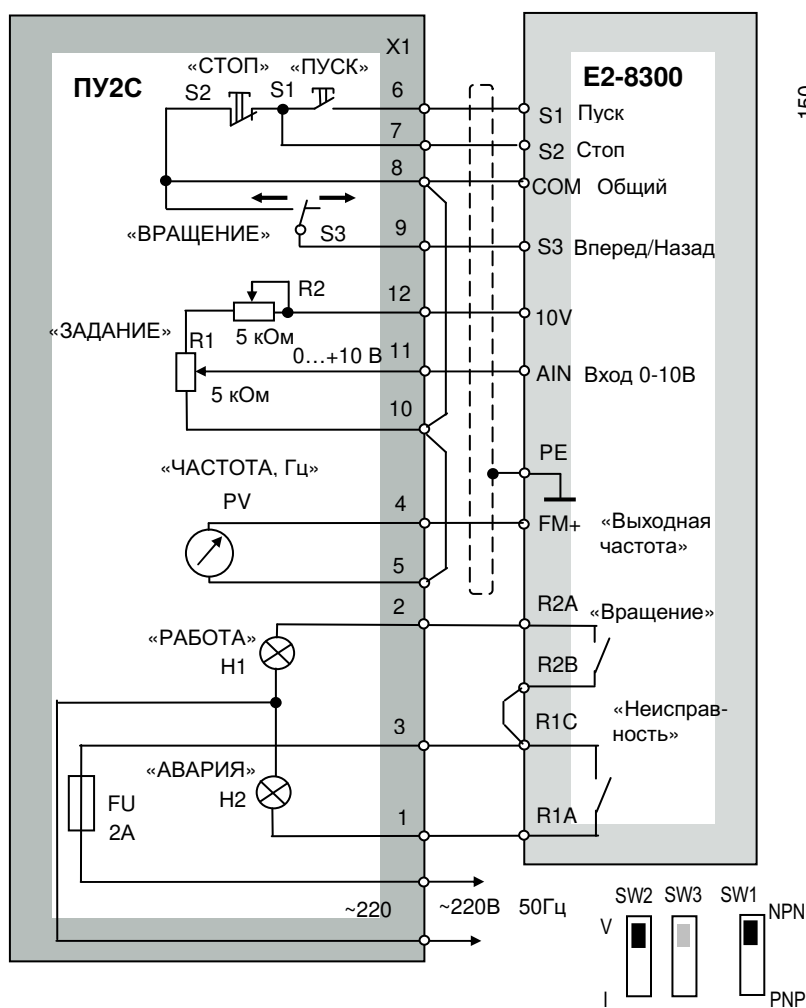 X1
ПУ2С
«СТОП» «ПУСК»
S2 S1
6
7
8
«ВРАЩЕНИЕ» S3
9
12
R2
5 кОм
«ЗАДАНИЕ»
R1
5 кОм
0…+10 В
11
10
«ЧАСТОТА, Гц»
PV
4
5
2
«РАБОТА»
H1
3
«АВАРИЯ»
H2
1
FU
2А
~220
~220В 50Гц
E2-8300
S1 Пуск
S2 Стоп
COM Общий
S3 Вперед/Назад
10V
AIN Вход 0-10В
PE
FM+ «Выходная
частота»
R2A «Вращение»
R2B
R1C «Неисправ-
ность»
R1A
150
SW2 SW3 SW1
V NPN
I PNP